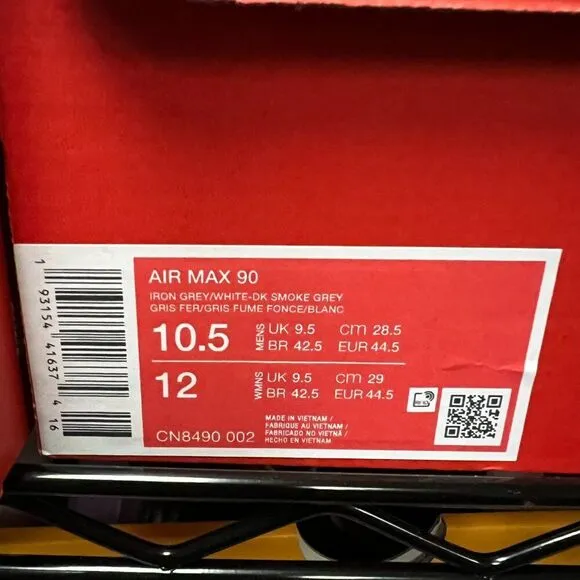 AIR MAX 90
IRON GREY/WHITE-DK SMOKE GREY
GRIS FER/GRIS FUME FONCE/BLANC
10.5 MENS UK 9.5 CM 28.5
BR 42.5 EUR 44.5
12 WMNS UK 9.5 CM 29
BR 42.5 EUR 44.5
MADE IN VIETNAM /
FABRIQUE AU VIETNAM /
FABRICADO NO VIETNÃ /
HECHO EN VIETNAM
CN8490 002
1 93154 41637 4 16